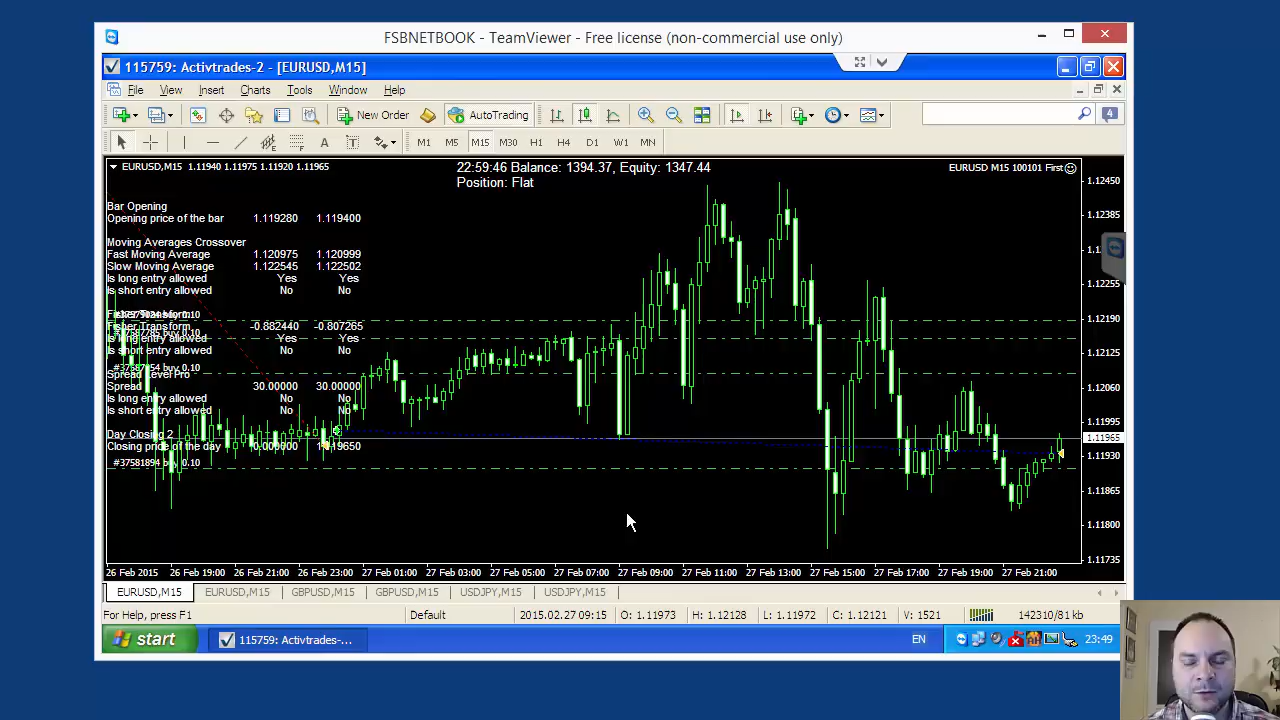 FSBNETBOOK - TeamViewer - Free license (non-commercial use only)
115759: Activtrades-2 - [EURUSD,M15]
File View Insert Charts Tools Window Help
New Order AutoTrading 4
A T M1 M5 M15 M30 H1 H4 D1 W1 MN
EURUSD,M15 1.11940 1.11975 1.11920 1.11965
22:59:46 Balance: 1394.37, Equity: 1347.44
EURUSD M15 100101 First
Position: Flat
1.12450
Bar Opening
Opening price of the bar 1.119280 1.119400
1.12385
Moving Averages Crossover
Fast Moving Average 1.120975 1.120999
Slow Moving Average 1.122545 1.122502
Is long entry allowed Yes Yes
1.12255
Is short entry allowed No No
1.12190
Fisher Transform -0.882440 -0.807265
Is long entry allowed Yes Yes
Is short entry allowed No No
1.12125
#37587854 buy 0.10
Spread Level Pro
Spread 30.00000 30.00000
1.12060
Is long entry allowed No No
Is short entry allowed No No
1.11995
Day Closing 2
1.11965
Closing price of the day 0.000000 1.119650
1.11930
#37581894 buy 0.10
1.11865
1.11800
1.11735
26 Feb 2015 26 Feb 19:00 26 Feb 21:00 26 Feb 23:00 27 Feb 01:00 27 Feb 03:00 27 Feb 05:00 27 Feb 07:00 27 Feb 09:00 27 Feb 11:00 27 Feb 13:00 27 Feb 15:00 27 Feb 17:00 27 Feb 19:00 27 Feb 21:00
EURUSD,M15 EURUSD,M15 GBPUSD,M15 GBPUSD,M15 USDJPY,M15 USDJPY,M15
For Help, press F1 Default 2015.02.27 09:15 O: 1.11973 H: 1.12128 L: 1.11972 C: 1.12121 V: 1521 142310/81 kb
start 115759: Activtrades-... EN 23:49